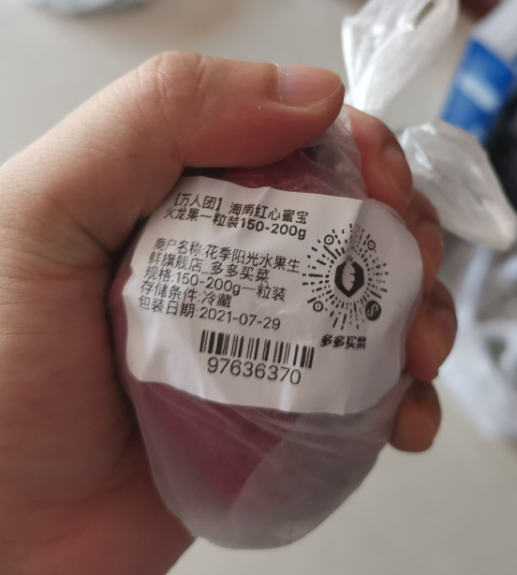 【万人团】海南红心蜜宝
火龙果一粒装150-200g
商户名称:花季阳光水果生
鲜旗舰店_多多买菜
规格:150-200g一粒装
存储条件:冷藏
包装日期:2021-07-29
97636370
多多买菜